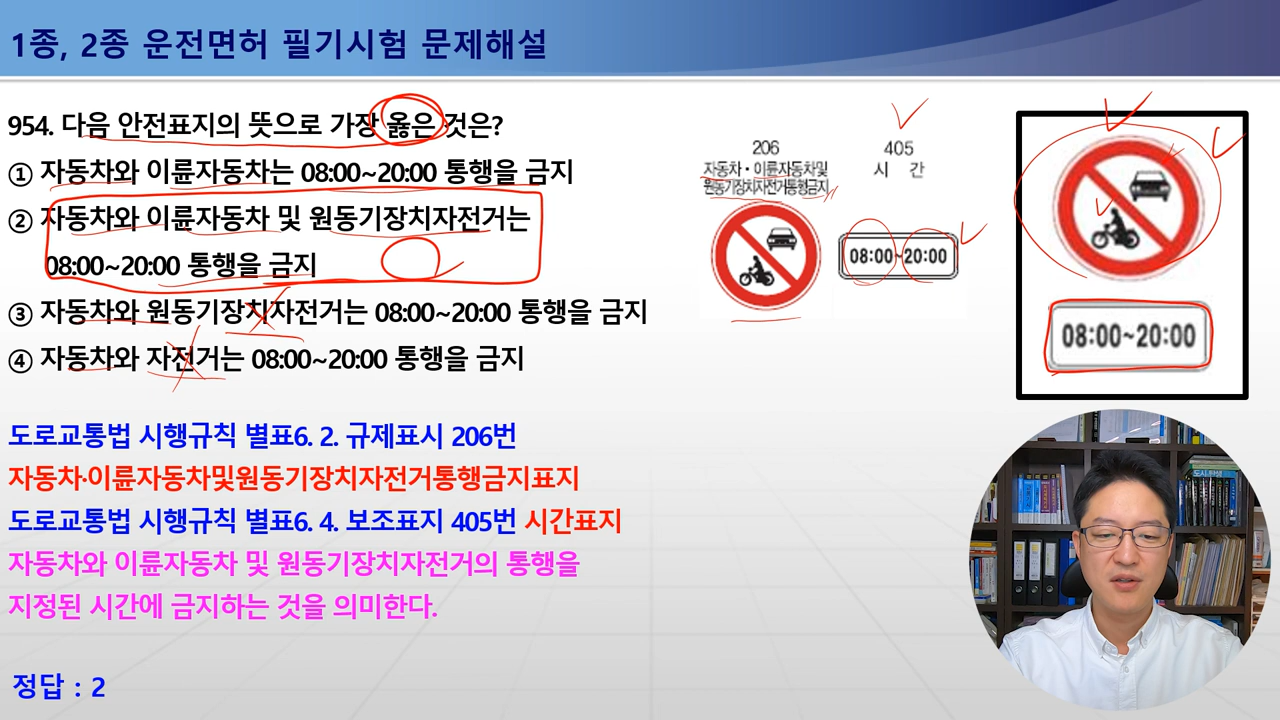 1종, 2종 운전면허 필기시험 문제해설
954. 다음 안전표지의 뜻으로 가장 옳은 것은?
① 자동차와 이륜자동차는 08:00~20:00 통행을 금지
② 자동차와 이륜자동차 및 원동기장치자전거는
08:00~20:00 통행을 금지
③ 자동차와 원동기장치자전거는 08:00~20:00 통행을 금지
④ 자동차와 자전거는 08:00~20:00 통행을 금지
206
자동차·이륜자동차및
원동기장치자전거통행금지
405
시 간
08:00~20:00
08:00~20:00
도로교통법 시행규칙 별표6. 2. 규제표시 206번
자동차·이륜자동차및원동기장치자전거통행금지표지
도로교통법 시행규칙 별표6. 4. 보조표지 405번 시간표지
자동차와 이륜자동차 및 원동기장치자전거의 통행을
지정된 시간에 금지하는 것을 의미한다.
정답 : 2